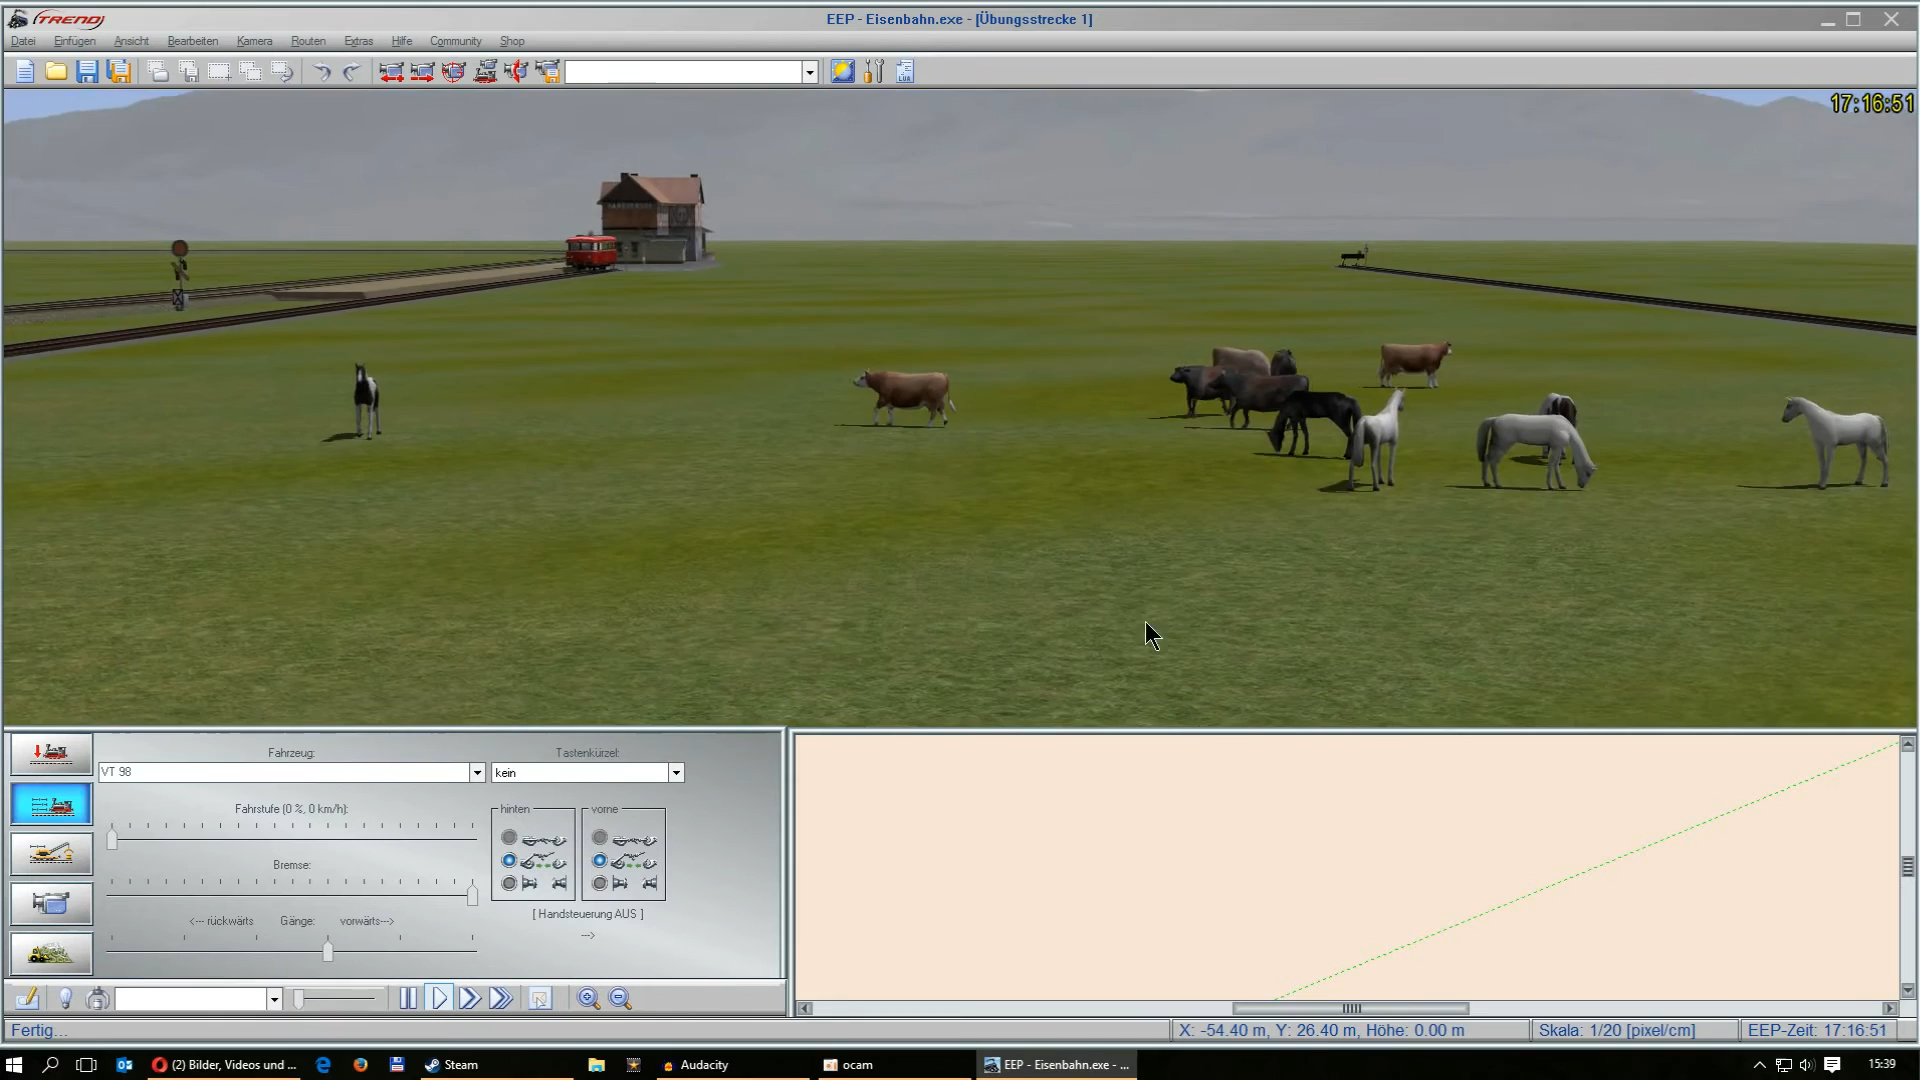 TREND
EEP - Eisenbahn.exe - [Übungsstrecke 1]
Datei Einfügen Ansicht Bearbeiten Kamera Routen Extras Hilfe Community Shop
LUA
17:16:51
Fahrzeug:
Tastenkürzel:
VT 98
kein
Fahrstufe (0 %, 0 km/h):
hinten
vorne
Bremse:
<--- rückwärts Gänge: vorwärts--->
[ Handsteuerung AUS ]
-->
Fertig...
X: -54.40 m, Y: 26.40 m, Höhe: 0.00 m
Skala: 1/20 [pixel/cm]
EEP-Zeit: 17:16:51
(2) Bilder, Videos und ...
Steam
Audacity
ocam
EEP - Eisenbahn.exe - ...
15:39